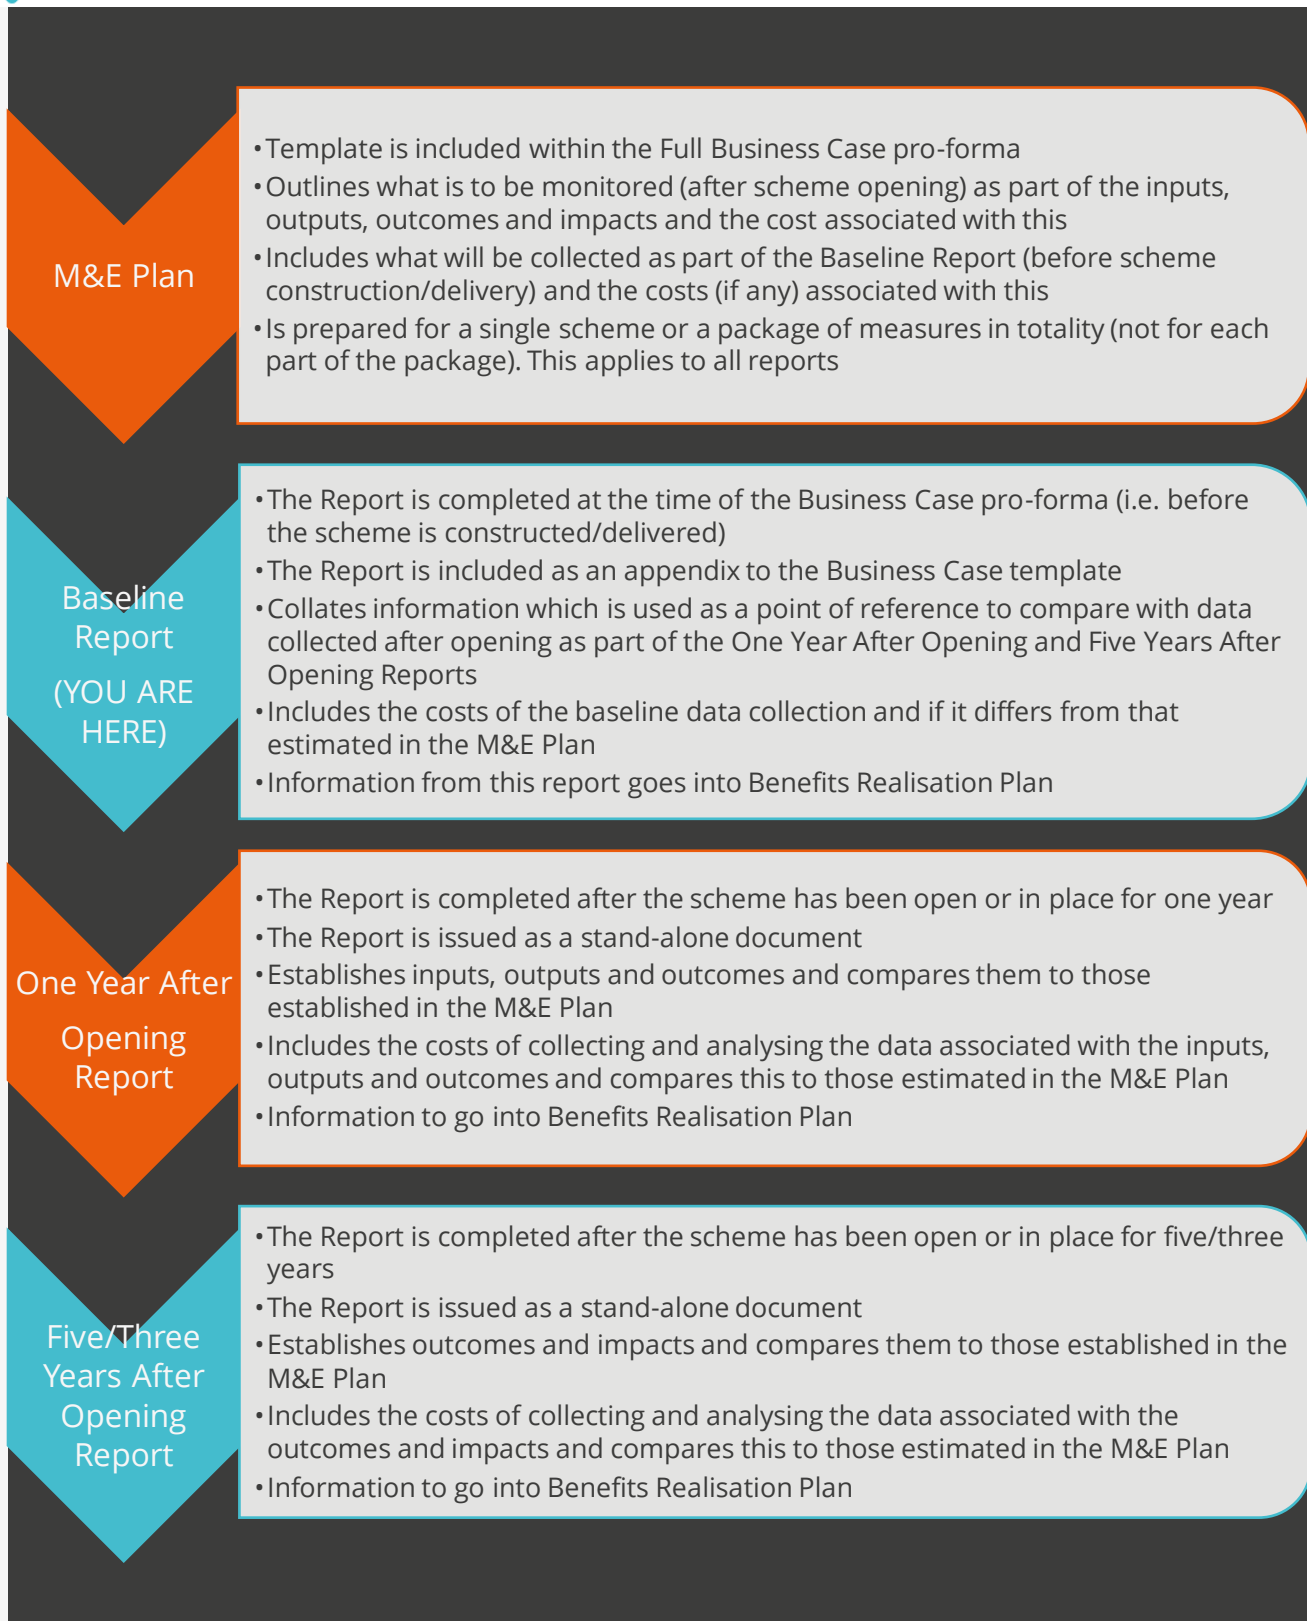 M&E Plan
•Template is included within the Full Business Case pro-forma
•Outlines what is to be monitored (after scheme opening) as part of the inputs,
outputs, outcomes and impacts and the cost associated with this
•Includes what will be collected as part of the Baseline Report (before scheme
construction/delivery) and the costs (if any) associated with this
•Is prepared for a single scheme or a package of measures in totality (not for each
part of the package). This applies to all reports
Baseline
Report
(YOU ARE
HERE)
•The Report is completed at the time of the Business Case pro-forma (i.e. before
the scheme is constructed/delivered)
•The Report is included as an appendix to the Business Case template
•Collates information which is used as a point of reference to compare with data
collected after opening as part of the One Year After Opening and Five Years After
Opening Reports
•Includes the costs of the baseline data collection and if it differs from that
estimated in the M&E Plan
•Information from this report goes into Benefits Realisation Plan
One Year After
Opening
Report
•The Report is completed after the scheme has been open or in place for one year
•The Report is issued as a stand-alone document
•Establishes inputs, outputs and outcomes and compares them to those
established in the M&E Plan
•Includes the costs of collecting and analysing the data associated with the inputs,
outputs and outcomes and compares this to those estimated in the M&E Plan
•Information to go into Benefits Realisation Plan
Five/Three
Years After
Opening
Report
•The Report is completed after the scheme has been open or in place for five/three
years
•The Report is issued as a stand-alone document
•Establishes outcomes and impacts and compares them to those established in the
M&E Plan
•Includes the costs of collecting and analysing the data associated with the
outcomes and impacts and compares this to those estimated in the M&E Plan
•Information to go into Benefits Realisation Plan